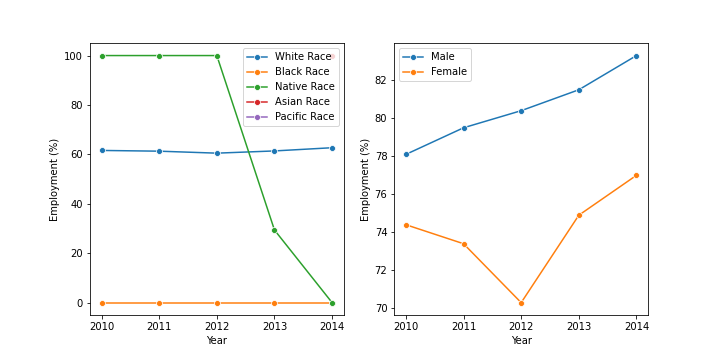 100
80
60
40
20
0
Employment (%)
2010 2011 2012 2013 2014
Year
White Race
Black Race
Native Race
Asian Race
Pacific Race
82
80
78
76
74
72
70
Employment (%)
2010 2011 2012 2013 2014
Year
Male
Female